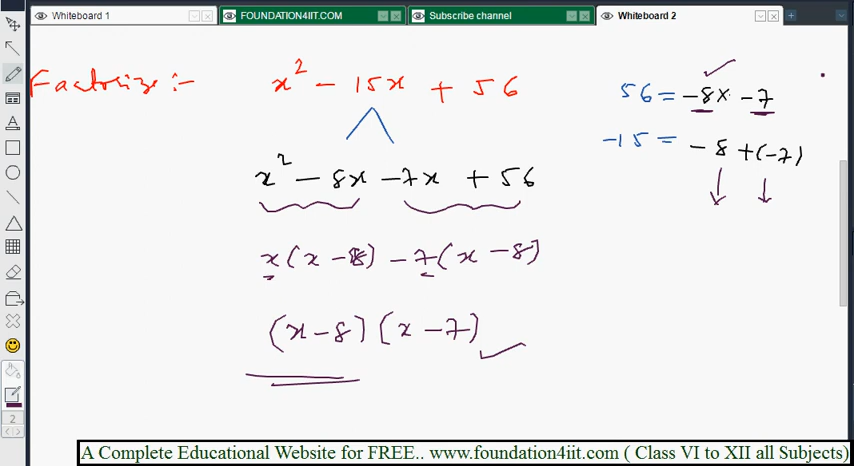 Whiteboard 1
FOUNDATION4IIT.COM
Subscribe channel
Whiteboard 2
Factorize :-
x² - 15x + 56
56 = -8 x -7
-15 = -8 + (-7)
x² - 8x - 7x + 56
x(x - 8) - 7(x - 8)
(x - 8)(x - 7)
2
A Complete Educational Website for FREE.. www.foundation4iit.com ( Class VI to XII all Subjects)